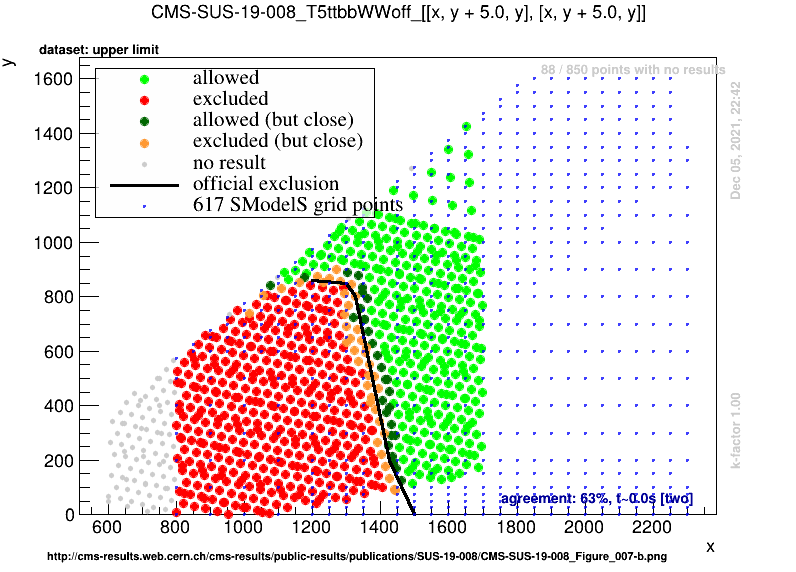 CMS-SUS-19-008_T5ttbbWWoff_[[x, y + 5.0, y], [x, y + 5.0, y]]
dataset: upper limit
y
88 / 850 points with no results
allowed
excluded
allowed (but close)
excluded (but close)
no result
official exclusion
617 SModelS grid points
Dec 05, 2021, 22:42
k-factor 1.00
1600
1400
1200
1000
800
600
400
200
0
agreement: 63%, t~0.0s [two]
600 800 1000 1200 1400 1600 1800 2000 2200
x
http://cms-results.web.cern.ch/cms-results/public-results/publications/SUS-19-008/CMS-SUS-19-008_Figure_007-b.png